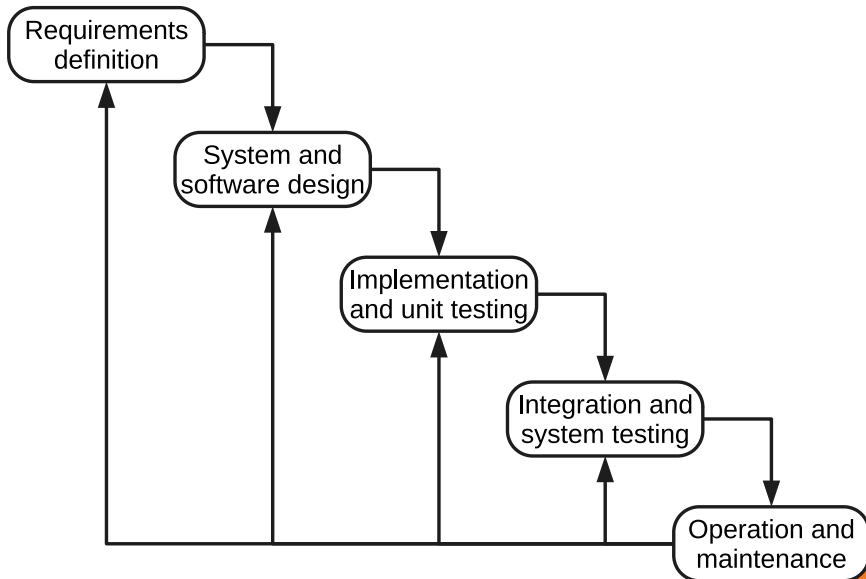 Requirements
definition
System and
software design
Implementation
and unit testing
Integration and
system testing
Operation and
maintenance